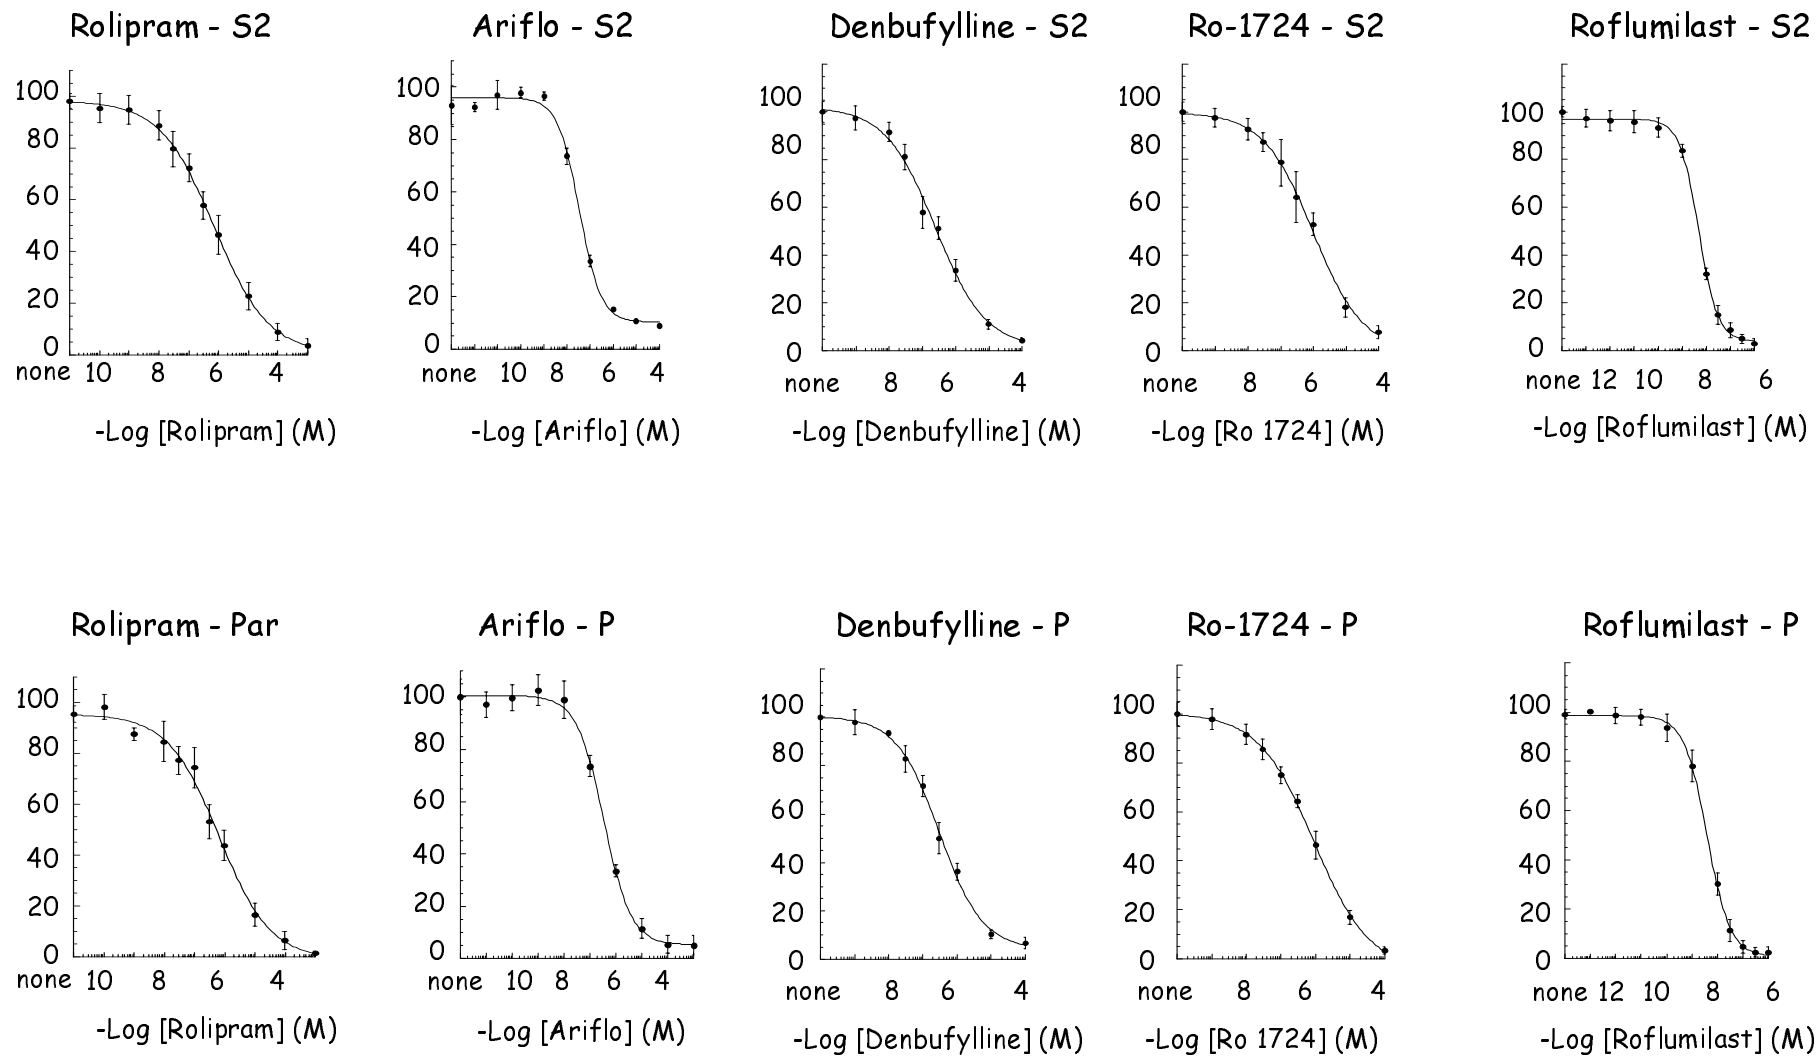 Rolipram - S2
100
80
60
40
20
0
none 10 8 6 4
-Log [Rolipram] (M)
Ariflo - S2
100
80
60
40
20
0
10 8 6 4
-Log [Ariflo] (M)
Denbufylline - S2
100
80
60
40
20
0
none 8 6 4
-Log [Denbufylline] (M)
Ro-1724 - S2
100
80
60
40
20
0
none 8 6 4
-Log [Ro 1724] (M)
Roflumilast - S2
100
80
60
40
20
0
none 12 10 8 6
-Log [Roflumilast] (M)
Rolipram - Par
100
80
60
40
20
0
none 10 8 6 4
-Log [Rolipram] (M)
Ariflo - P
100
80
60
40
20
0
none 10 8 6 4
-Log [Ariflo] (M)
Denbufylline - P
100
80
60
40
20
0
none 8 6 4
-Log [Denbufylline] (M)
Ro-1724 - P
100
80
60
40
20
0
8 6 4
-Log [Ro 1724] (M)
Roflumilast - P
100
80
60
40
20
0
none 12 10 8 6
-Log [Roflumilast] (M)